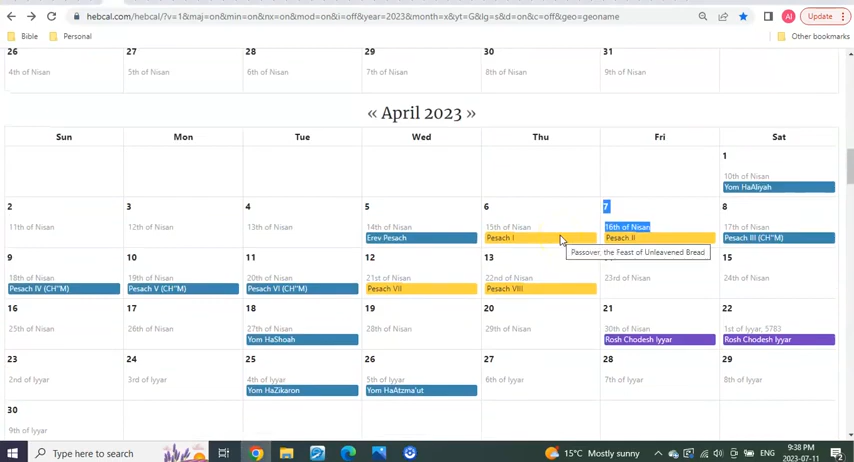 hebcal.com/hebcal/?v=1&maj=on&min=on&nx=on&mod=on&i=off&year=2023&month=x&yt=G&lg=s&d=on&c=off&geo=geoname
AI
Update
Bible
Personal
Other bookmarks
26 27 28 29 30 31
4th of Nisan 5th of Nisan 6th of Nisan 7th of Nisan 8th of Nisan 9th of Nisan
« April 2023 »
Sun Mon Tue Wed Thu Fri Sat
1
10th of Nisan
Yom HaAliyah
2 3 4 5 6 7 8
11th of Nisan 12th of Nisan 13th of Nisan 14th of Nisan 15th of Nisan 16th of Nisan 17th of Nisan
Erev Pesach Pesach I Pesach II Pesach III (CH''M)
Passover, the Feast of Unleavened Bread
9 10 11 12 13 15
18th of Nisan 19th of Nisan 20th of Nisan 21st of Nisan 22nd of Nisan 23rd of Nisan 24th of Nisan
Pesach IV (CH''M) Pesach V (CH''M) Pesach VI (CH''M) Pesach VII Pesach VIII
16 17 18 19 20 21 22
25th of Nisan 26th of Nisan 27th of Nisan 28th of Nisan 29th of Nisan 30th of Nisan 1st of Iyyar, 5783
Yom HaShoah Rosh Chodesh Iyyar Rosh Chodesh Iyyar
23 24 25 26 27 28 29
2nd of Iyyar 3rd of Iyyar 4th of Iyyar 5th of Iyyar 6th of Iyyar 7th of Iyyar 8th of Iyyar
Yom HaZikaron Yom HaAtzma'ut
30
9th of Iyyar
Type here to search
15°C Mostly sunny
ENG
9:38 PM
2023-07-11
2